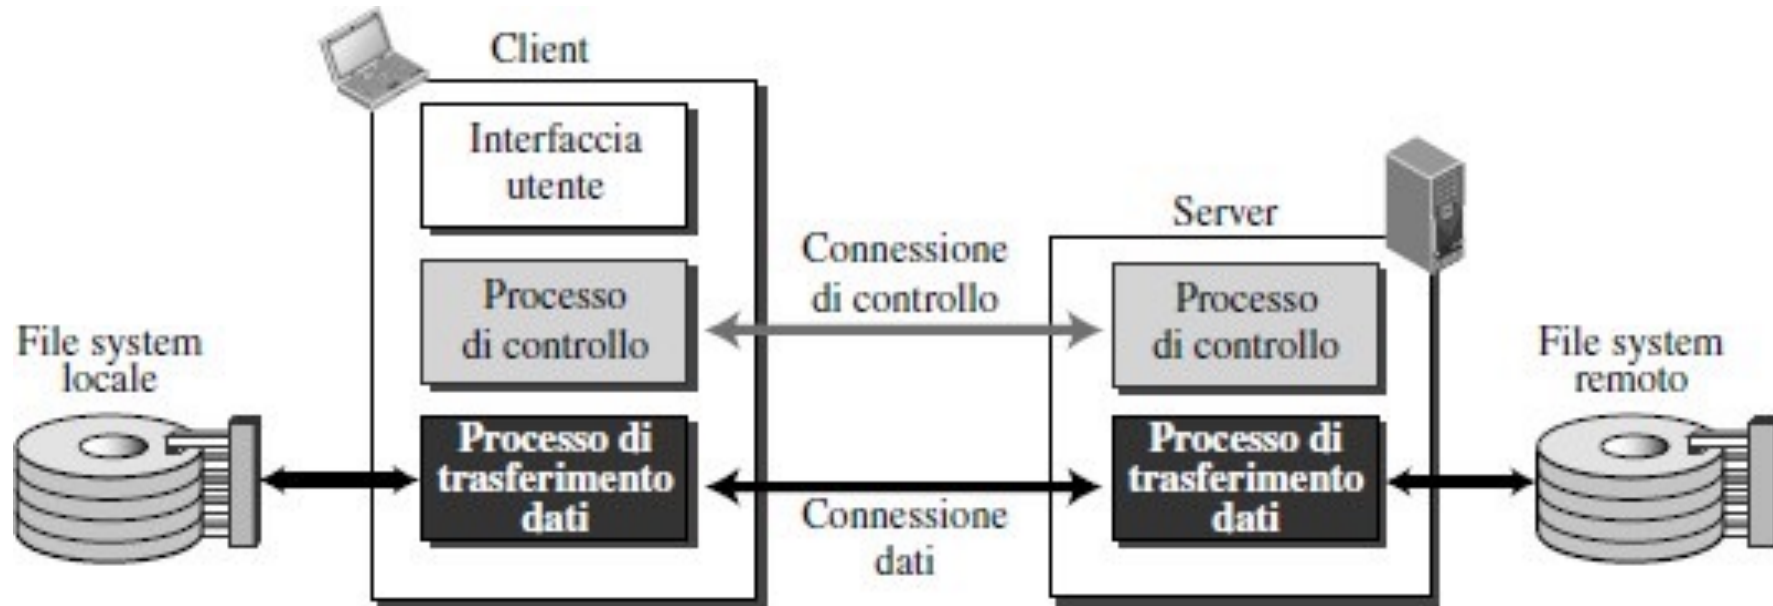 Client
Interfaccia
utente
Server
Connessione
di controllo
Processo
di controllo
Processo
di controllo
File system
locale
File system
remoto
Processo di
trasferimento
dati
Processo di
trasferimento
dati
Connessione
dati